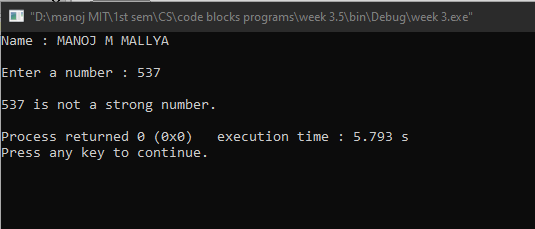 "D:\manoj MIT\1st sem\CS\code blocks programs\week 3.5\bin\Debug\week 3.exe"
Name : MANOJ M MALLYA
Enter a number : 537
537 is not a strong number.
Process returned 0 (0x0)   execution time : 5.793 s
Press any key to continue.